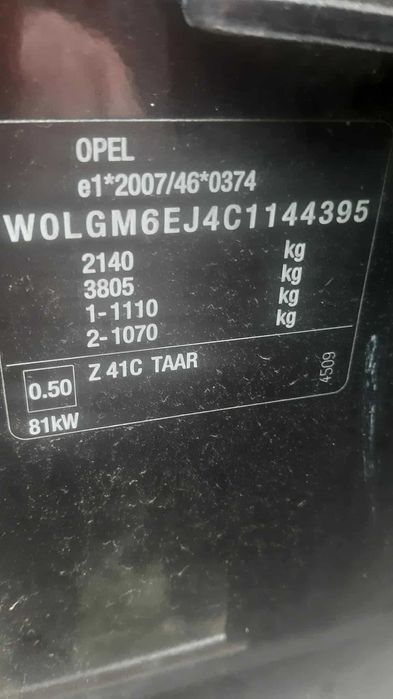 OPEL
e1*2007/46*0374
W0LGM6EJ4C1144395
2140 kg
3805 kg
1-1110 kg
2-1070 kg
0.50 Z 41C TAAR
81kW
4509